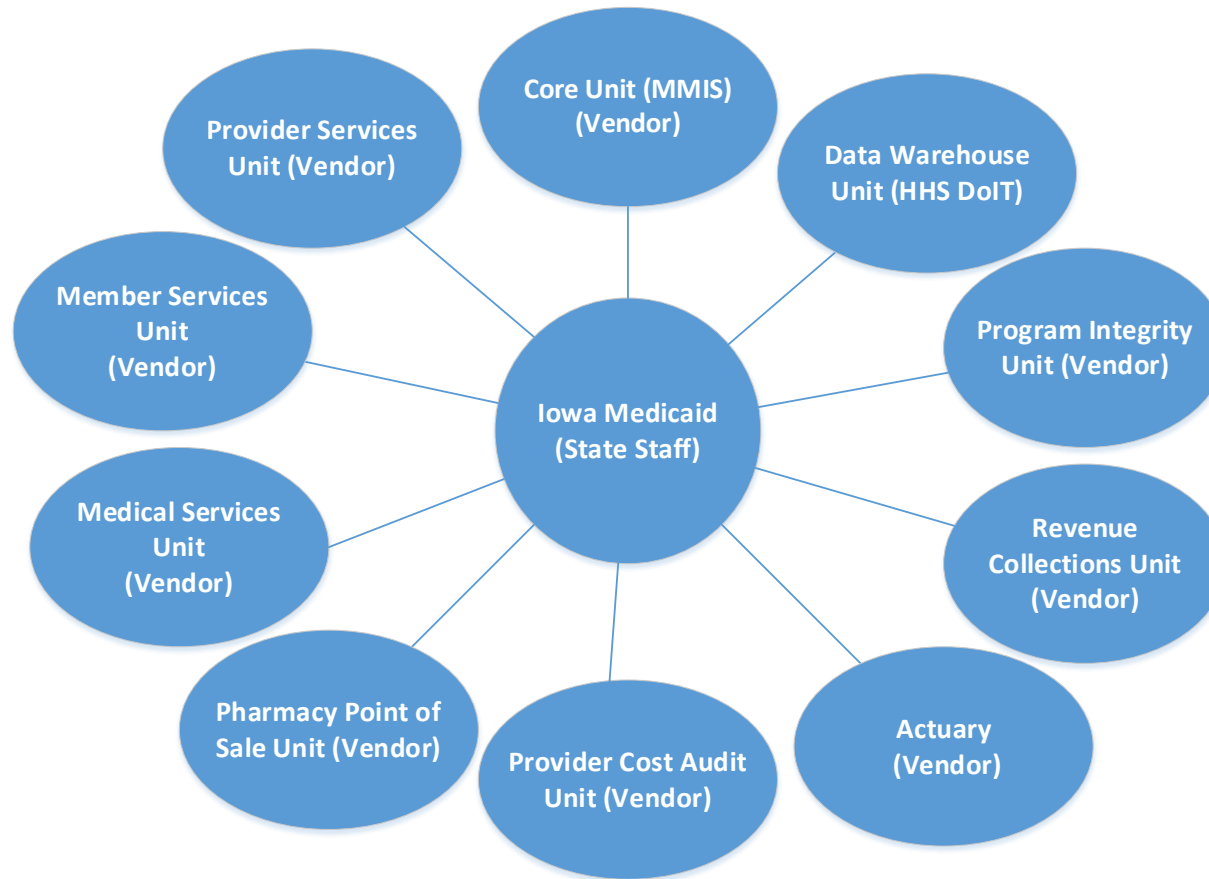 Core Unit (MMIS)
(Vendor)
Provider Services
Unit (Vendor)
Data Warehouse
Unit (HHS DoIT)
Member Services
Unit
(Vendor)
Program Integrity
Unit (Vendor)
Iowa Medicaid
(State Staff)
Medical Services
Unit
(Vendor)
Revenue
Collections Unit
(Vendor)
Pharmacy Point of
Sale Unit (Vendor)
Provider Cost Audit
Unit (Vendor)
Actuary
(Vendor)